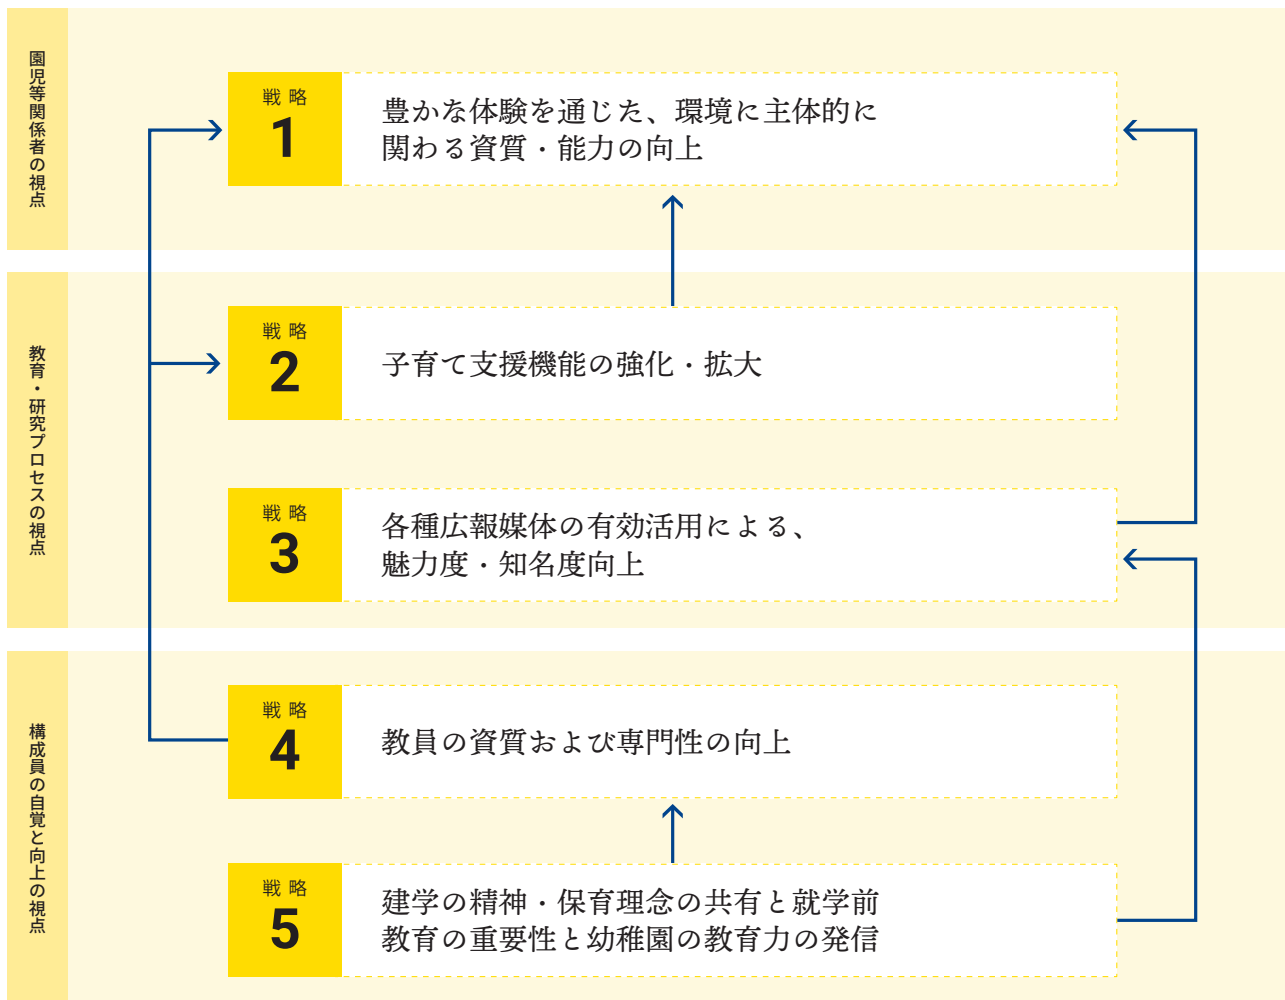 園児等関係者の視点
戦略
1
豊かな体験を通じた、環境に主体的に
関わる資質・能力の向上
教育・研究プロセスの視点
戦略
2
子育て支援機能の強化・拡大
戦略
3
各種広報媒体の有効活用による、
魅力度・知名度向上
構成員の自覚と向上の視点
戦略
4
教員の資質および専門性の向上
戦略
5
建学の精神・保育理念の共有と就学前
教育の重要性と幼稚園の教育力の発信